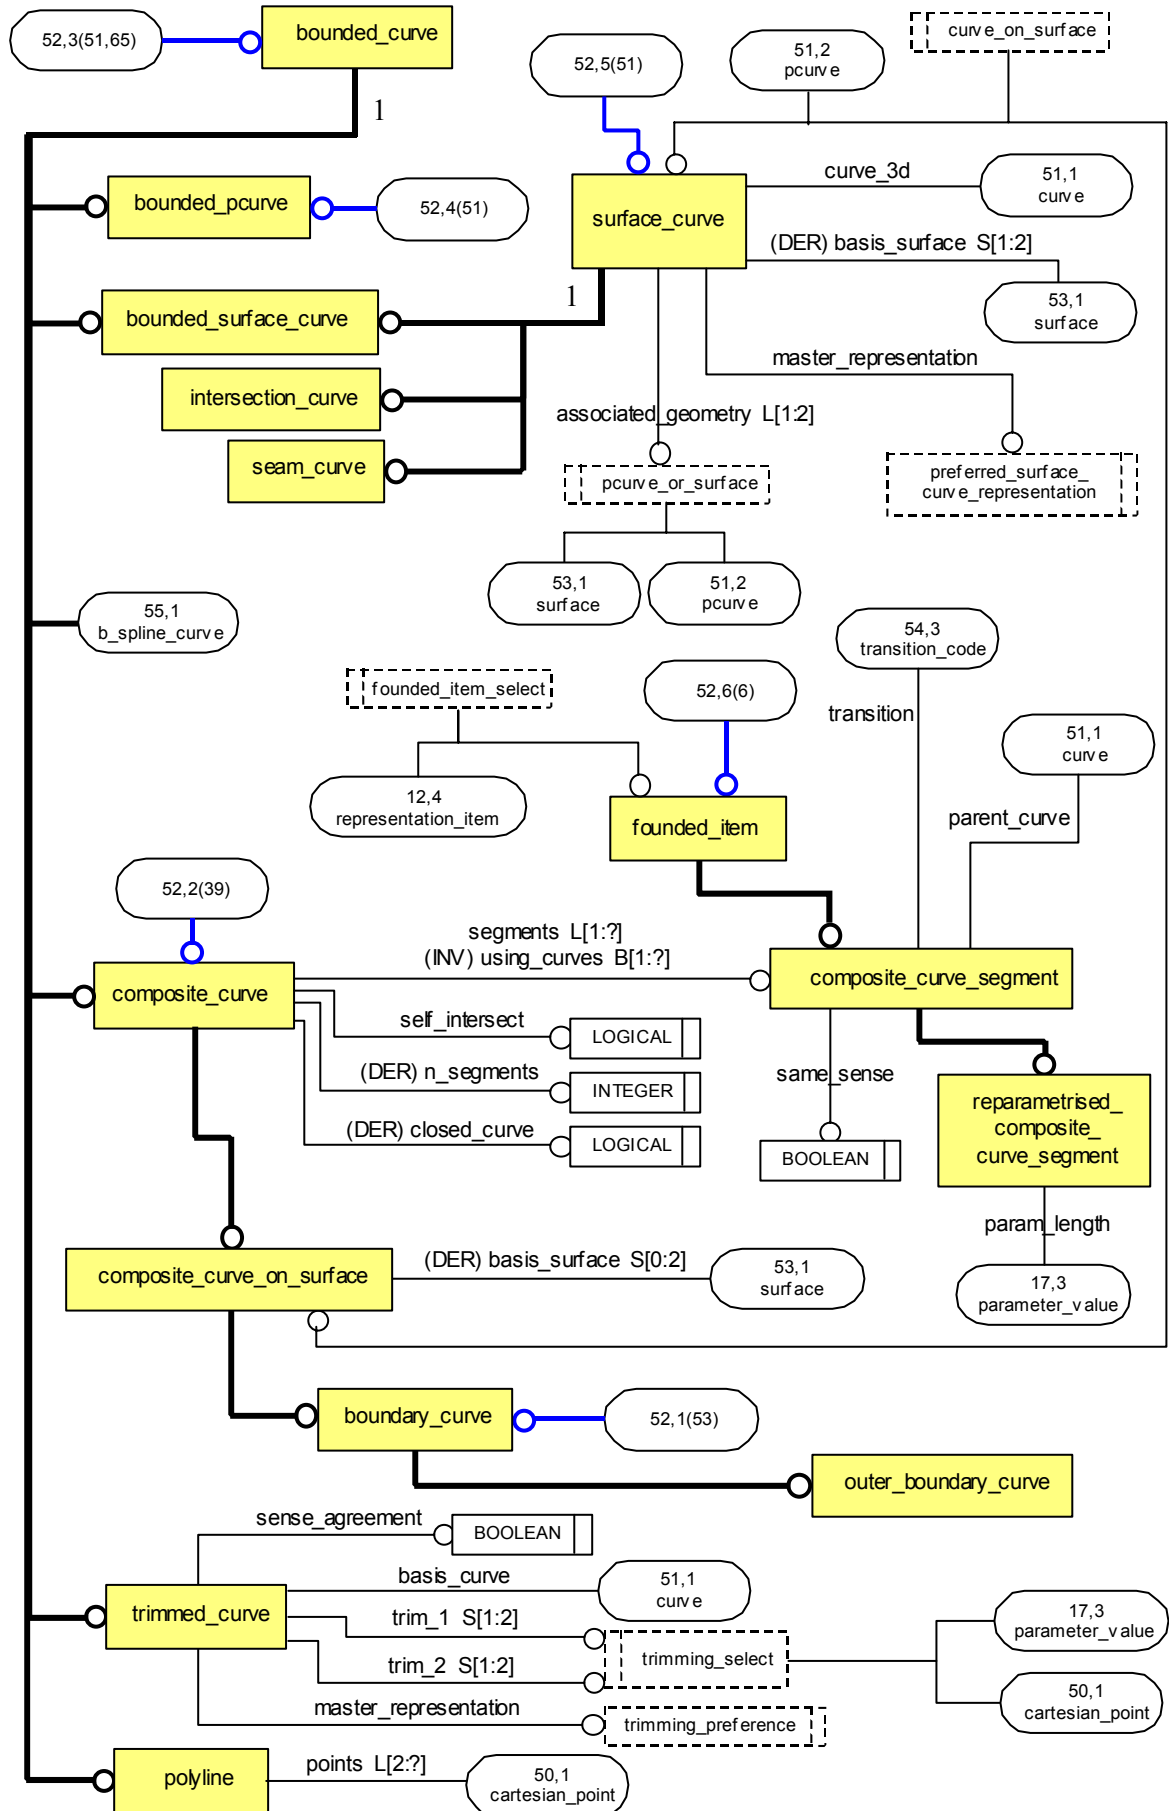 52,3(51,65)
bounded_curve
1
52,5(51)
51,2
pcurve
curve_on_surface
bounded_pcurve
52,4(51)
surface_curve
curve_3d
51,1
curve
(DER) basis_surface S[1:2]
53,1
surface
1
bounded_surface_curve
intersection_curve
seam_curve
master_representation
associated_geometry L[1:2]
pcurve_or_surface
preferred_surface_
curve_representation
53,1
surface
51,2
pcurve
55,1
b_spline_curve
54,3
transition_code
founded_item_select
52,6(6)
transition
51,1
curve
12,4
representation_item
founded_item
parent_curve
52,2(39)
segments L[1:?]
(INV) using_curves B[1:?]
composite_curve
composite_curve_segment
self_intersect
LOGICAL
(DER) n_segments
INTEGER
same_sense
(DER) closed_curve
LOGICAL
BOOLEAN
reparametrised_
composite_
curve_segment
param_length
(DER) basis_surface S[0:2]
composite_curve_on_surface
53,1
surface
17,3
parameter_value
boundary_curve
52,1(53)
outer_boundary_curve
sense_agreement
BOOLEAN
basis_curve
51,1
curve
trimmed_curve
trim_1 S[1:2]
trim_2 S[1:2]
trimming_select
17,3
parameter_value
50,1
cartesian_point
master_representation
trimming_preference
polyline
points L[2:?]
50,1
cartesian_point